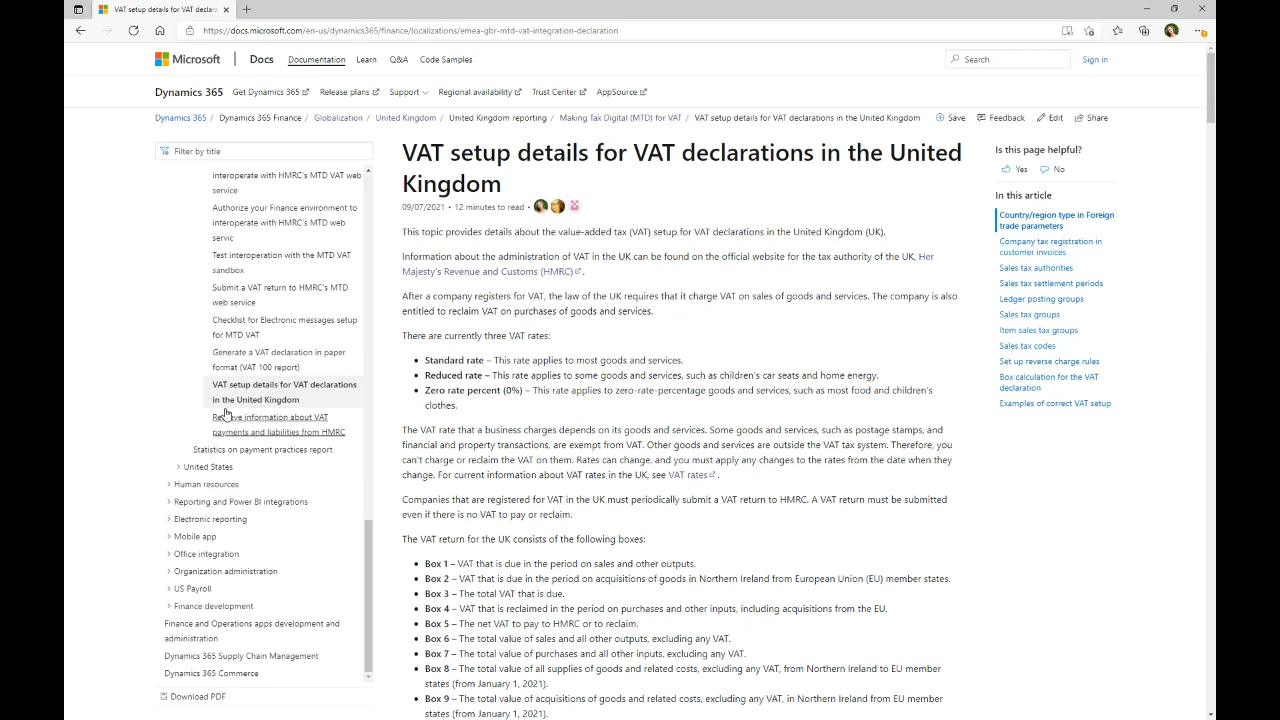 VAT setup details for VAT declara
https://docs.microsoft.com/en-us/dynamics365/finance/localizations/emea-gbr-mtd-vat-integration-declaration
Microsoft
Docs
Documentation
Learn
Q&A
Code Samples
Search
Sign in
Dynamics 365
Get Dynamics 365
Release plans
Support
Regional availability
Trust Center
AppSource
Dynamics 365 / Dynamics 365 Finance / Globalization / United Kingdom / United Kingdom reporting / Making Tax Digital (MTD) for VAT / VAT setup details for VAT declarations in the United Kingdom
Save
Feedback
Edit
Share
Filter by title
interoperate with HMRC's MTD VAT web
service
Authorize your Finance environment to
interoperate with HMRC's MTD web
servic
Test interoperation with the MTD VAT
sandbox
Submit a VAT return to HMRC's MTD
web service
Checklist for Electronic messages setup
for MTD VAT
Generate a VAT declaration in paper
format (VAT 100 report)
VAT setup details for VAT declarations
in the United Kingdom
information about VAT
payments and liabilities from HMRC
Statistics on payment practices report
United States
Human resources
Reporting and Power BI integrations
Electronic reporting
Mobile app
Office integration
Organization administration
US Payroll
Finance development
Finance and Operations apps development and
administration
Dynamics 365 Supply Chain Management
Dynamics 365 Commerce
Download PDF
VAT setup details for VAT declarations in the United
Kingdom
09/07/2021 • 12 minutes to read •
This topic provides details about the value-added tax (VAT) setup for VAT declarations in the United Kingdom (UK).
Information about the administration of VAT in the UK can be found on the official website for the tax authority of the UK, Her
Majesty's Revenue and Customs (HMRC).
After a company registers for VAT, the law of the UK requires that it charge VAT on sales of goods and services. The company is also
entitled to reclaim VAT on purchases of goods and services.
There are currently three VAT rates:
• Standard rate – This rate applies to most goods and services.
• Reduced rate – This rate applies to some goods and services, such as children's car seats and home energy.
• Zero rate percent (0%) – This rate applies to zero-rate-percentage goods and services, such as most food and children's
clothes.
The VAT rate that a business charges depends on its goods and services. Some goods and services, such as postage stamps, and
financial and property transactions, are exempt from VAT. Other goods and services are outside the VAT tax system. Therefore, you
can't charge or reclaim the VAT on them. Rates can change, and you must apply any changes to the rates from the date when they
change. For current information about VAT rates in the UK, see VAT rates.
Companies that are registered for VAT in the UK must periodically submit a VAT return to HMRC. A VAT return must be submitted
even if there is no VAT to pay or reclaim.
The VAT return for the UK consists of the following boxes:
• Box 1 – VAT that is due in the period on sales and other outputs.
• Box 2 – VAT that is due in the period on acquisitions of goods in Northern Ireland from European Union (EU) member states.
• Box 3 – The total VAT that is due.
• Box 4 – VAT that is reclaimed in the period on purchases and other inputs, including acquisitions from the EU.
• Box 5 – The net VAT to pay to HMRC or to reclaim.
• Box 6 – The total value of sales and all other outputs, excluding any VAT.
• Box 7 – The total value of purchases and all other inputs, excluding any VAT.
• Box 8 – The total value of all supplies of goods and related costs, excluding any VAT, from Northern Ireland to EU member
states (from January 1, 2021).
• Box 9 – The total value of acquisitions of goods and related costs, excluding any VAT, in Northern Ireland from EU member
states (from January 1, 2021).
Is this page helpful?
Yes
No
In this article
Country/region type in Foreign
trade parameters
Company tax registration in
customer invoices
Sales tax authorities
Sales tax settlement periods
Ledger posting groups
Sales tax groups
Item sales tax groups
Sales tax codes
Set up reverse charge rules
Box calculation for the VAT
declaration
Examples of correct VAT setup